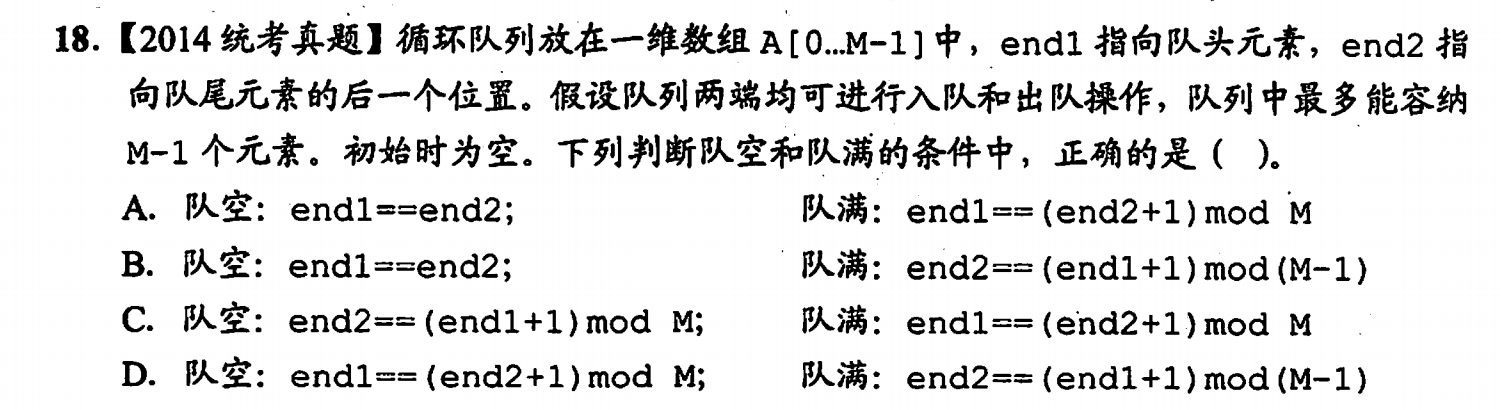 18.【2014统考真题】循环队列放在一维数组 A[0...M-1]中，end1 指向队头元素，end2 指
向队尾元素的后一个位置。假设队列两端均可进行入队和出队操作，队列中最多能容纳
M-1 个元素。初始时为空。下列判断队空和队满的条件中，正确的是（ ）。
A. 队空：end1==end2; 队满：end1==(end2+1)mod M
B. 队空：end1==end2; 队满：end2==(end1+1)mod(M-1)
C. 队空：end2==(end1+1)mod M; 队满：end1==(end2+1)mod M
D. 队空：end1==(end2+1)mod M; 队满：end2==(end1+1)mod(M-1)